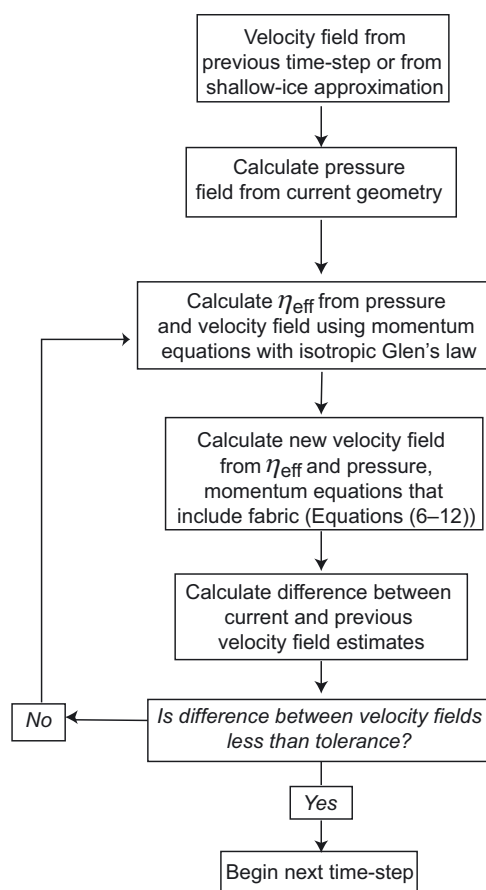 Velocity field from
previous time-step or from
shallow-ice approximation
Calculate pressure
field from current geometry
Calculate ηeff from pressure
and velocity field using momentum
equations with isotropic Glen's law
Calculate new velocity field
from ηeff and pressure,
momentum equations that
include fabric (Equations (6–12))
Calculate difference between
current and previous
velocity field estimates
Is difference between velocity fields
less than tolerance?
No
Yes
Begin next time-step